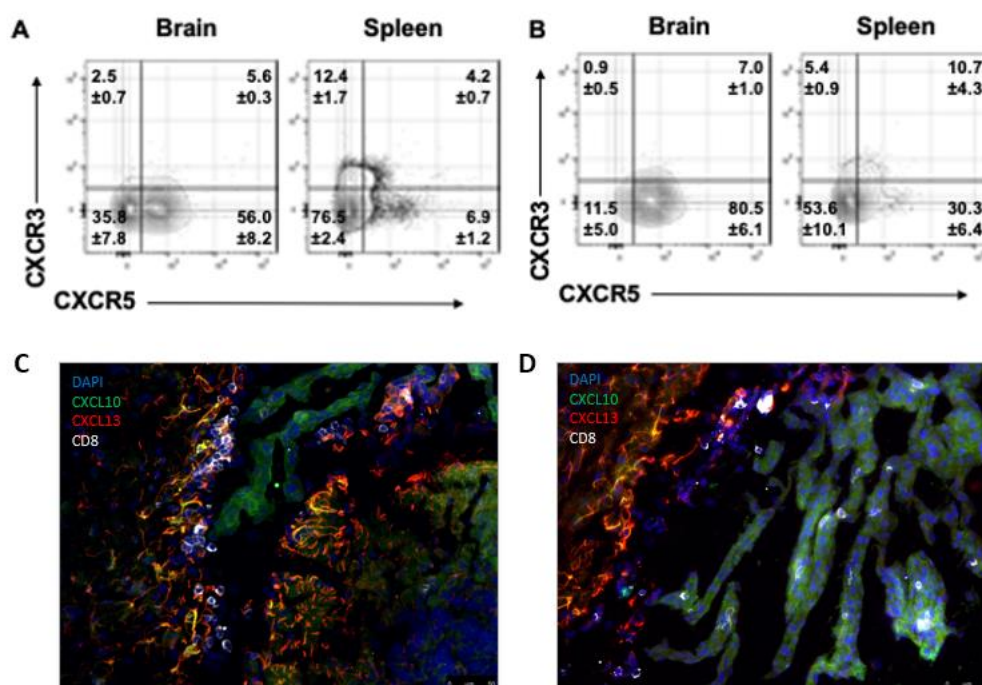 A
Brain
Spleen
2.5
±0.7
5.6
±0.3
12.4
±1.7
4.2
±0.7
35.8
±7.8
56.0
±8.2
76.5
±2.4
6.9
±1.2
CXCR3
CXCR5
B
Brain
Spleen
0.9
±0.5
7.0
±1.0
5.4
±0.9
10.7
±4.3
11.5
±5.0
80.5
±6.1
53.6
±10.1
30.3
±6.4
CXCR3
CXCR5
C
DAPI
CXCL10
CXCL13
CD8
D
DAPI
CXCL10
CXCL13
CD8